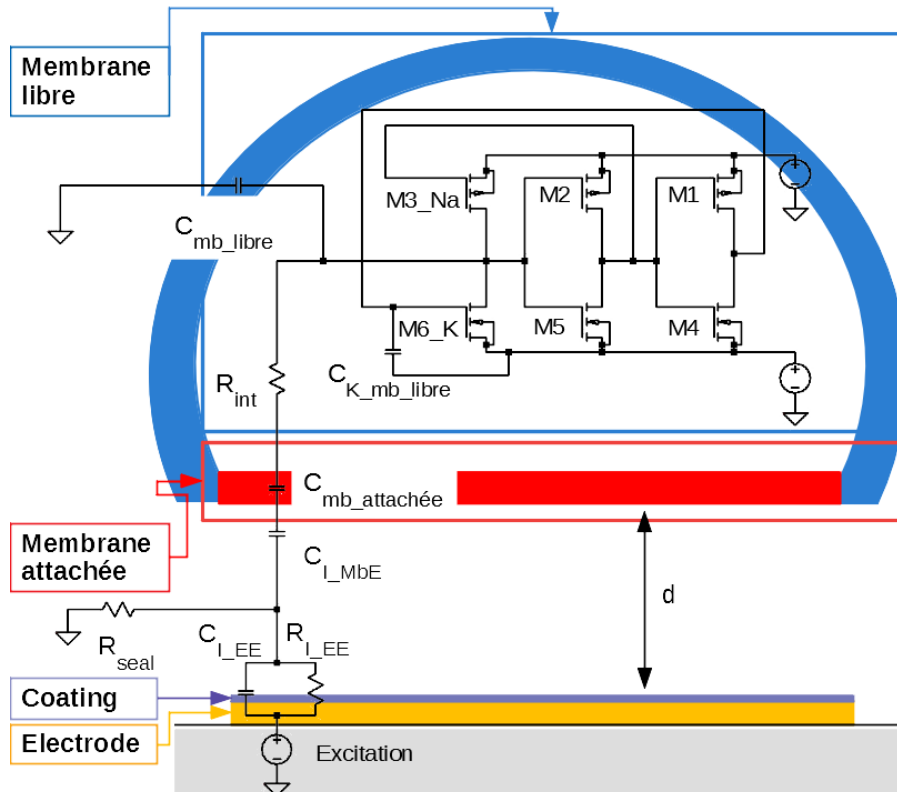 Membrane
libre
M3_Na
M2
M1
C
mb_libre
M6_K
M5
M4
C
K_mb_libre
R
int
C
mb_attachée
Membrane
attachée
C
I_MbE
d
R
seal
C
I_EE
R
I_EE
Coating
Electrode
Excitation